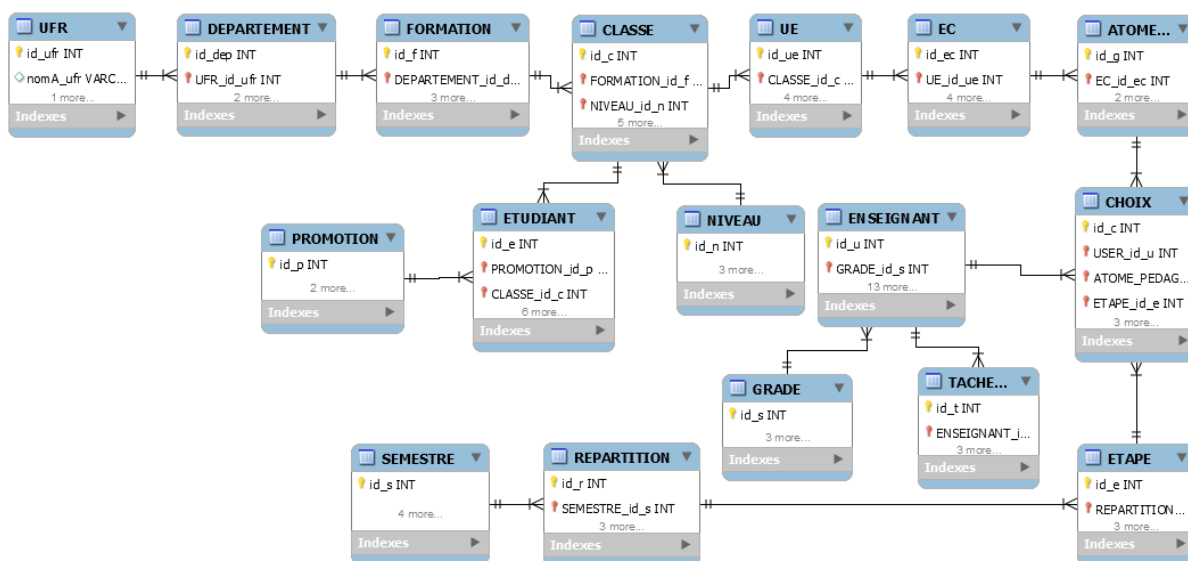 UFR
id_ufr INT
nomA_ufr VARC...
1 more...
Indexes
DEPARTEMENT
id_dep INT
UFR_id_ufr INT
2 more...
Indexes
FORMATION
id_f INT
DEPARTEMENT_id_d...
3 more...
Indexes
CLASSE
id_c INT
FORMATION_id_f ...
NIVEAU_id_n INT
5 more...
Indexes
UE
id_ue INT
CLASSE_id_c ...
4 more...
Indexes
EC
id_ec INT
UE_id_ue INT
4 more...
Indexes
ATOME...
id_g INT
EC_id_ec INT
2 more...
Indexes
PROMOTION
id_p INT
2 more...
Indexes
ETUDIANT
id_e INT
PROMOTION_id_p ...
CLASSE_id_c INT
6 more...
Indexes
NIVEAU
id_n INT
3 more...
Indexes
ENSEIGNANT
id_u INT
GRADE_id_s INT
13 more...
Indexes
CHOIX
id_c INT
USER_id_u INT
ATOME_PEDAG...
ETAPE_id_e INT
3 more...
Indexes
GRADE
id_s INT
3 more...
Indexes
TACHE...
id_t INT
ENSEIGNANT_i...
3 more...
Indexes
SEMESTRE
id_s INT
4 more...
Indexes
REPARTITION
id_r INT
SEMESTRE_id_s INT
3 more...
Indexes
ETAPE
id_e INT
REPARTITION...
3 more...
Indexes